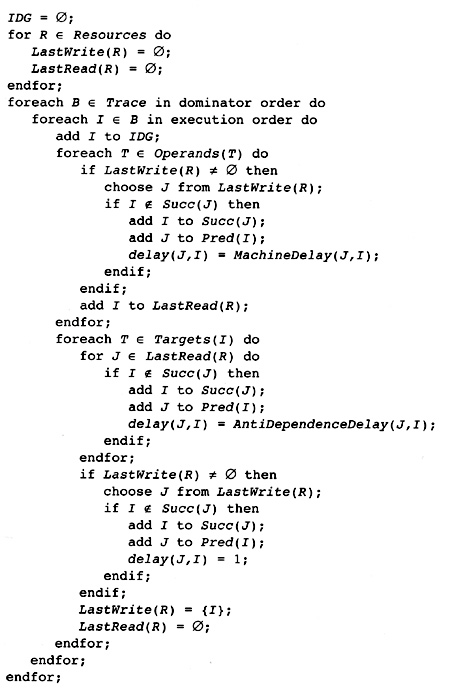 IDG = ∅;
for R ∈ Resources do
   LastWrite(R) = ∅;
   LastRead(R) = ∅;
endfor;
foreach B ∈ Trace in dominator order do
   foreach I ∈ B in execution order do
      add I to IDG;
      foreach T ∈ Operands(T) do
         if LastWrite(R) ≠ ∅ then
            choose J from LastWrite(R);
            if I ∉ Succ(J) then
               add I to Succ(J);
               add J to Pred(I);
               delay(J,I) = MachineDelay(J,I);
            endif;
         endif;
         add I to LastRead(R);
      endfor;
      foreach T ∈ Targets(I) do
         for J ∈ LastRead(R) do
            if I ∉ Succ(J) then
               add I to Succ(J);
               add J to Pred(I);
               delay(J,I) = AntiDependenceDelay(J,I);
            endif;
         endfor;
         if LastWrite(R) ≠ ∅ then
            choose J from LastWrite(R);
            if I ∉ Succ(J) then
               add I to Succ(J);
               add J to Pred(I);
               delay(J,I) = 1;
            endif;
         endif;
         LastWrite(R) = {I};
         LastRead(R) = ∅;
      endfor;
   endfor;
endfor;